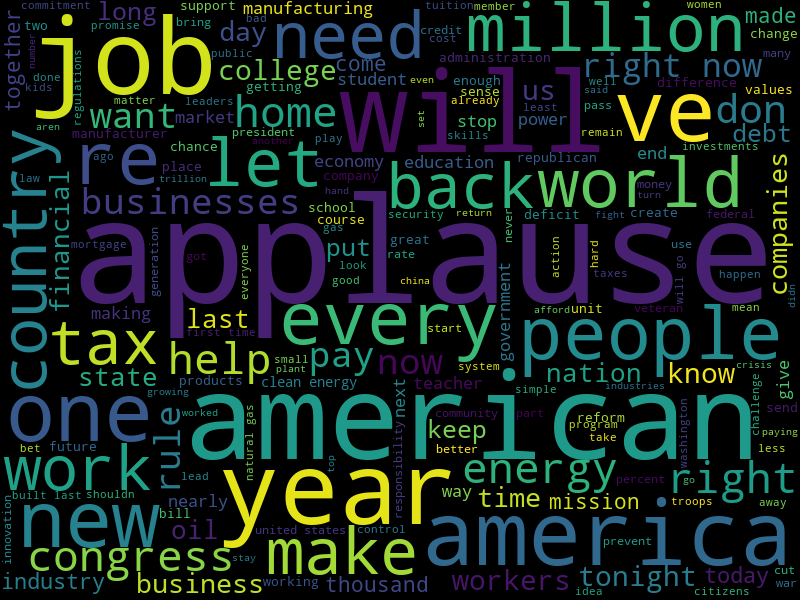 commitment
two
promise
long
support
bring
bad
manufacturing
tuition
credit
cost
member
women
million
made
change
together
number
job
day
need
public
college
getting
come
student
administration
even
enough
sense
already
right now
many
difference
well
said
pass
values
done
kids
regulations
matter
leaders
want
market
home
will
us
stop
power
least
skills
set
ve
don
debt
aren
manufacturer
president
play
another
remain
investments
country
law
ago
re
chance
place
trillion
let
economy
company
hand
education
republican
end
money
turn
back
world
companies
financial
businesses
school
course
security
return
never
deficit
fight
create
federal
mortgage
generation
applause
gas
put
great
rate
look
good
china
action
hard
use
taxes
will go
happen
didn
got
everyone
making
last
first time
every
start
government
afford
unit
veteran
mean
people
tax
help
small
plant
pay
now
system
nation
know
crisis
give
state
products
clean energy
teacher
next
simple
industries
challenge
send
growing
one
worked
american
community
part
reform
program
take
washington
paying
less
bet
future
rule
natural gas
keep
better
responsibility
work
lead
top
year
energy
way
time
mission
percent
go
right
troops
away
built last
shouldn
nearly
bill
new
oil
united states
control
america
prevent
innovation
congress
stay
make
industry
business
working
thousand
workers
tonight
idea
today
citizens
cut
war